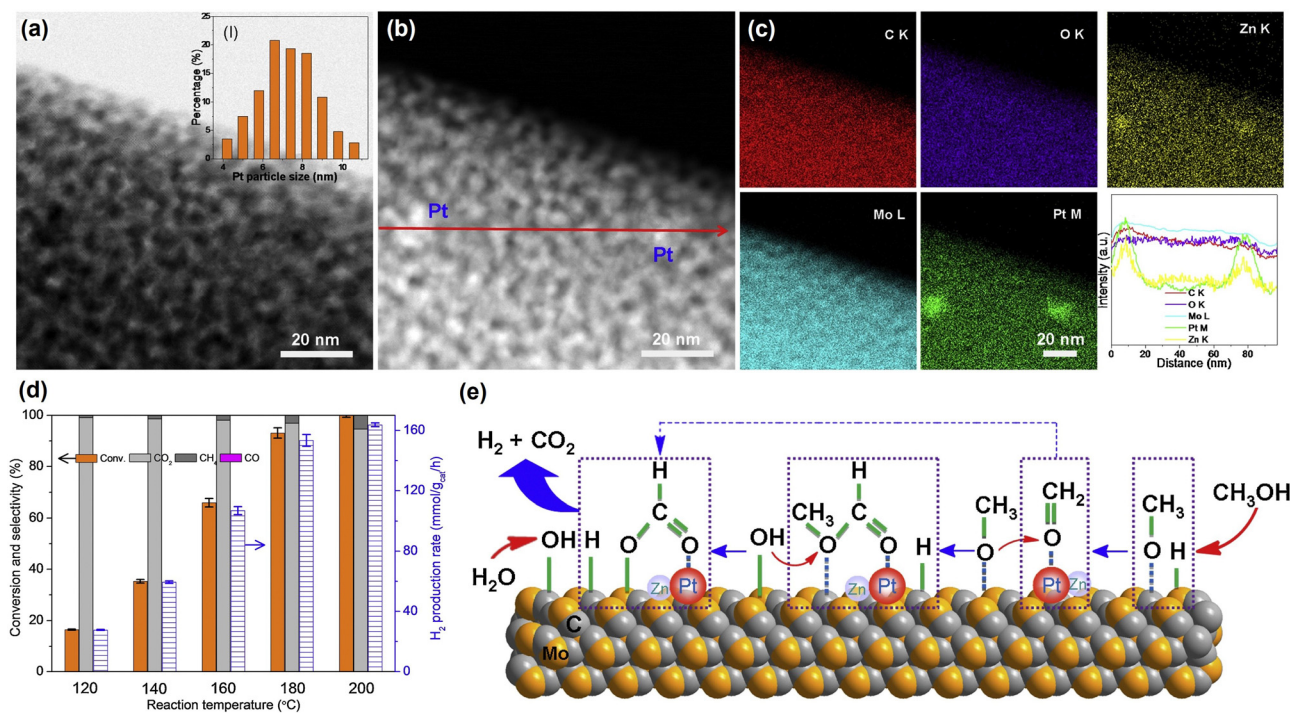 (a)
(I)
Percentage (%)
25
20
15
10
5
0
4
6
8
10
Pt particle size (nm)
20 nm
(b)
Pt
Pt
20 nm
(c)
C K
O K
Zn K
Mo L
Pt M
20 nm
Intensity (a.u.)
C K
O K
Mo L
Pt M
Zn K
0
20
40
60
80
Distance (nm)
(d)
Conversion and selectivity (%)
100
80
60
40
20
0
Conv.
CO2
CH4
CO
160
120
80
40
0
H2 production rate (mmol/gcat/h)
120
140
160
180
200
Reaction temperature (°C)
(e)
H2 + CO2
H2O
OH
H
H
C
O
O
Zn
Pt
OH
CH3
H
C
O
O
Zn
Pt
H
CH3
O
CH2
O
Pt
Zn
CH3
O
H
CH3OH
C
Mo